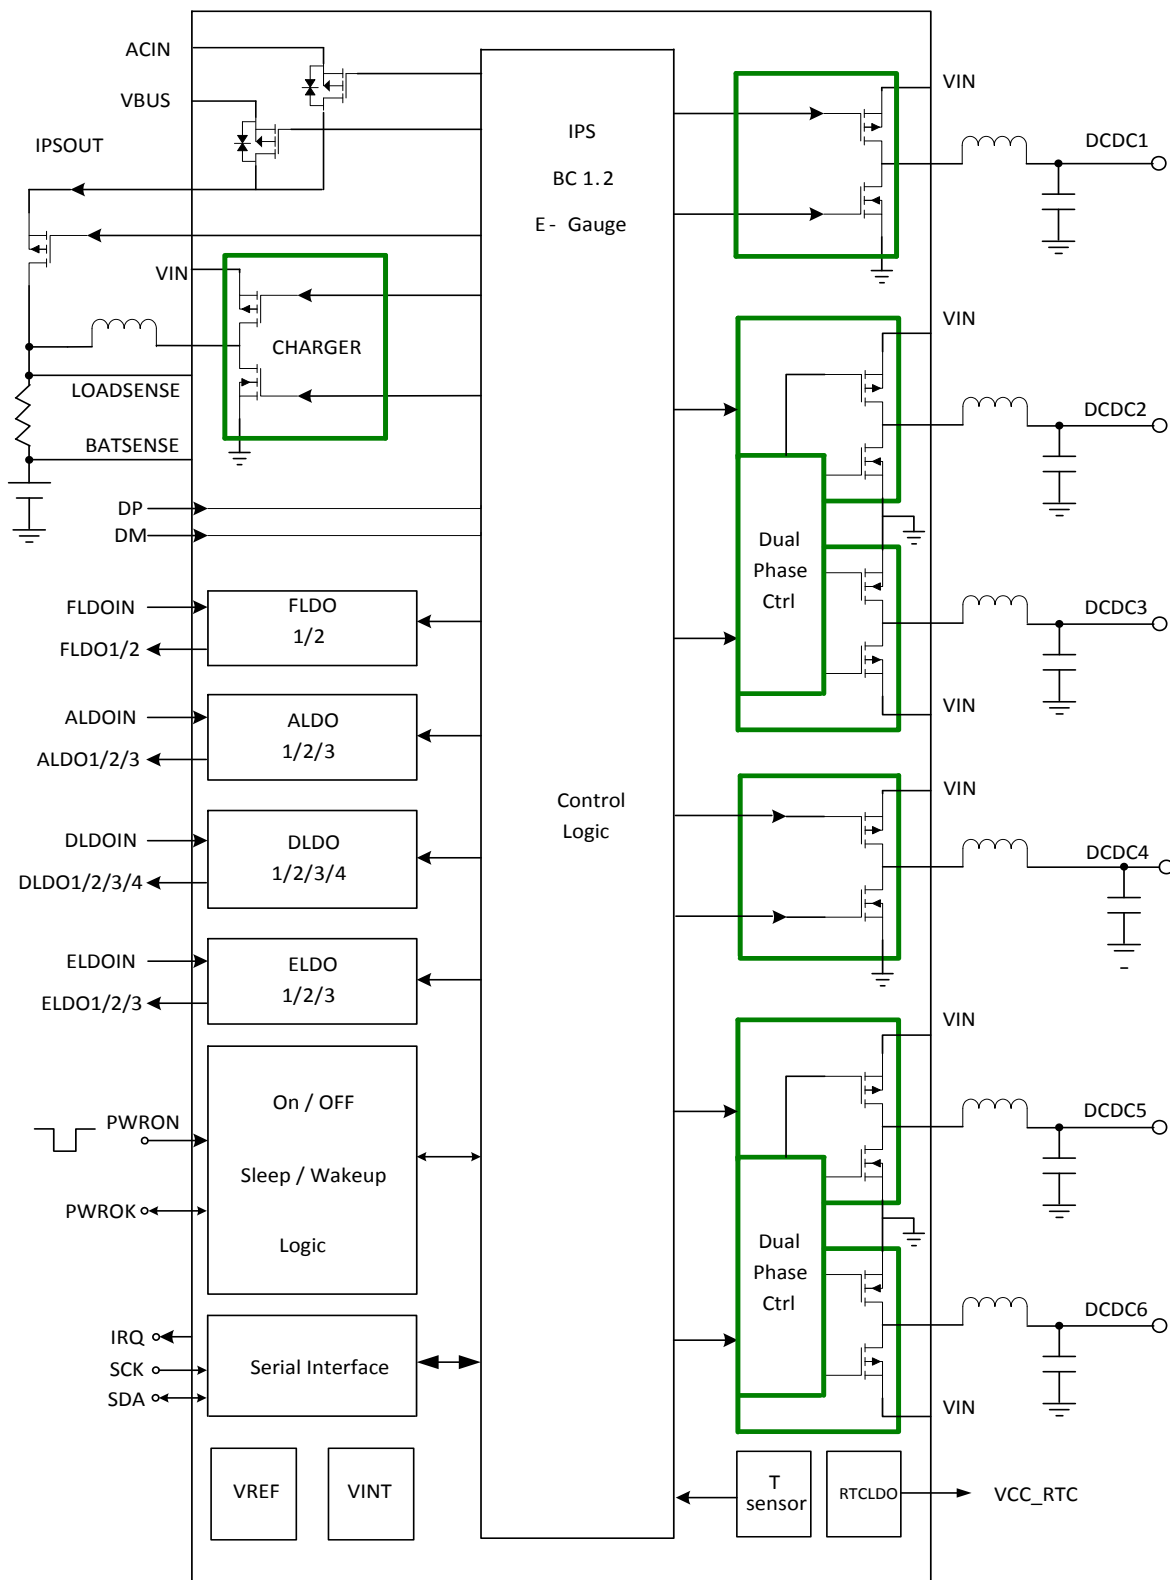 ACIN
VBUS
IPSOUT
VIN
CHARGER
LOADSENSE
BATSENSE
DP
DM
FLDOIN
FLDO1/2
FLDO
1/2
ALDOIN
ALDO1/2/3
ALDO
1/2/3
DLDOIN
DLDO1/2/3/4
DLDO
1/2/3/4
ELDOIN
ELDO1/2/3
ELDO
1/2/3
PWRON
PWROK
On / OFF
Sleep / Wakeup
Logic
IRQ
SCK
SDA
Serial Interface
VREF
VINT
IPS
BC 1.2
E- Gauge
Control
Logic
VIN
DCDC1
VIN
DCDC2
Dual
Phase
Ctrl
DCDC3
VIN
VIN
DCDC4
VIN
DCDC5
Dual
Phase
Ctrl
DCDC6
VIN
T
sensor
RTCLDO
VCC_RTC